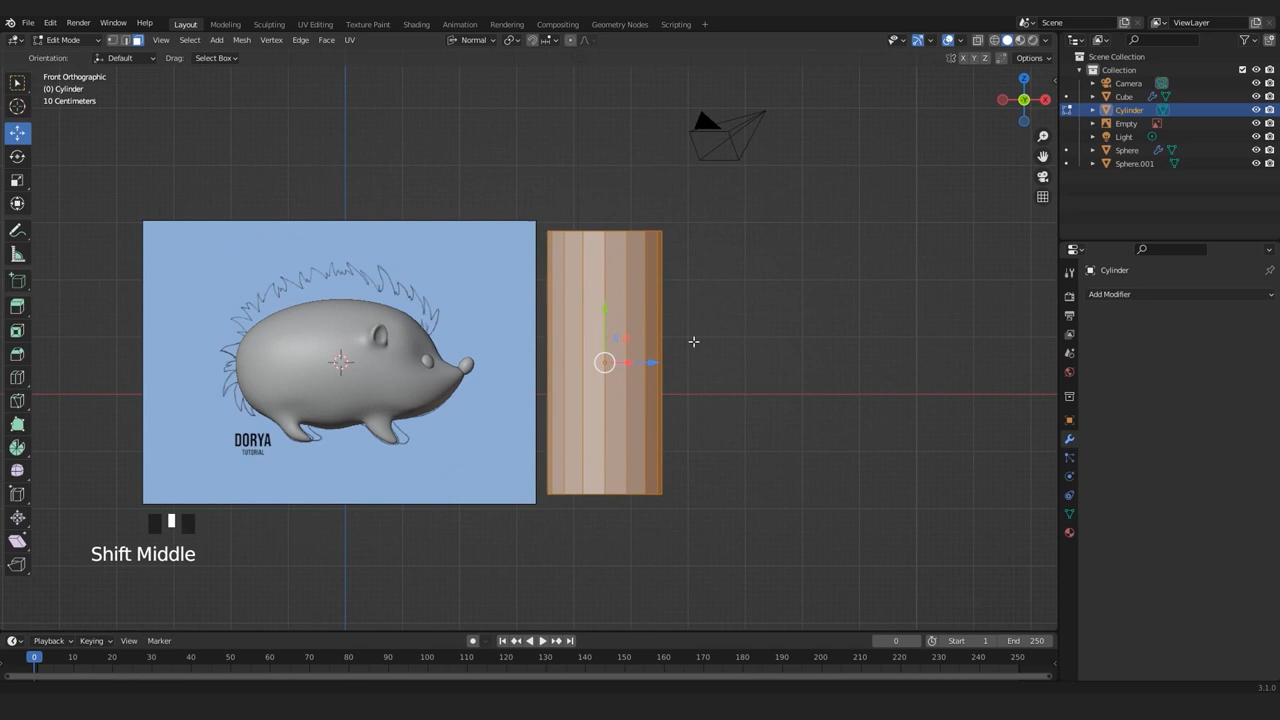 File Edit Render Window Help Layout Modeling Sculpting UV Editing Texture Paint Shading Animation Rendering Compositing Geometry Nodes Scripting + Scene ViewLayer
Edit Mode View Select Add Mesh Vertex Edge Face UV Normal
Orientation: Default Drag: Select Box X Y Z Options
Front Orthographic
(0) Cylinder
10 Centimeters
Z
Y
X
Scene Collection
Collection
Camera
Cube
Cylinder
Empty
Light
Sphere
Sphere.001
Cylinder
Add Modifier
DORYA
TUTORIAL
Shift Middle
Playback Keying View Marker 0 Start 1 End 250
0 10 20 30 40 50 60 70 80 90 100 110 120 130 140 150 160 170 180 190 200 210 220 230 240 250
3.1.0